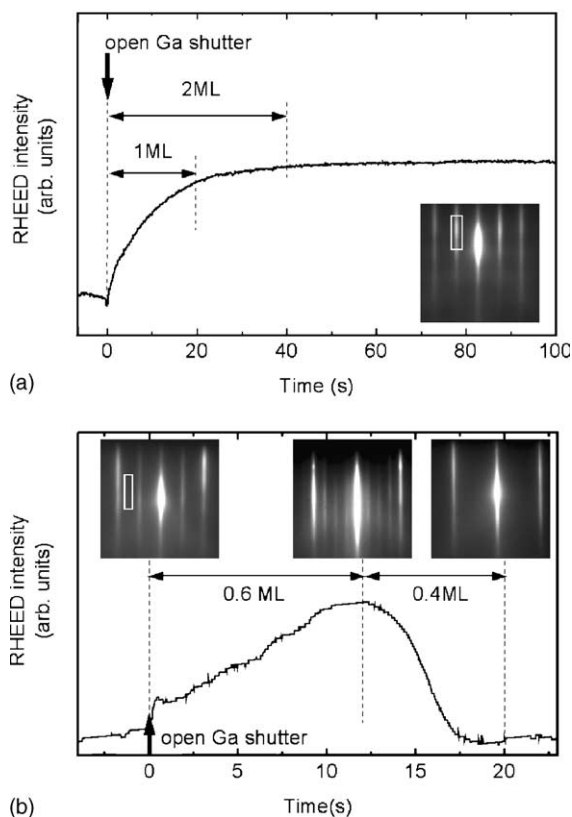 open Ga shutter
2ML
1ML
RHEED intensity
(arb. units)
0 20 40 60 80 100
(a) Time (s)
0.6 ML 0.4ML
RHEED intensity
(arb. units)
open Ga shutter
0 5 10 15 20
(b) Time(s)